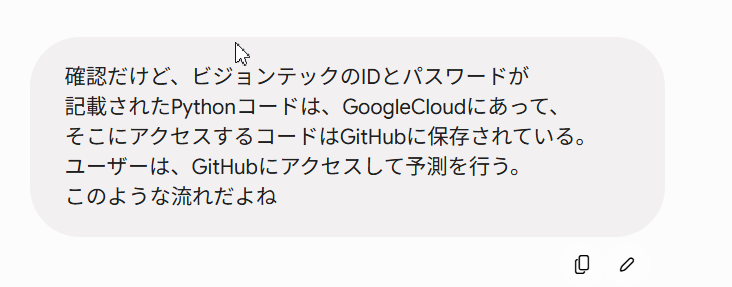 確認だけど、ビジョンテックのIDとパスワードが
記載されたPythonコードは、GoogleCloudにあって、
そこにアクセスするコードはGitHubに保存されている。
ユーザーは、GitHubにアクセスして予測を行う。
このような流れだよね